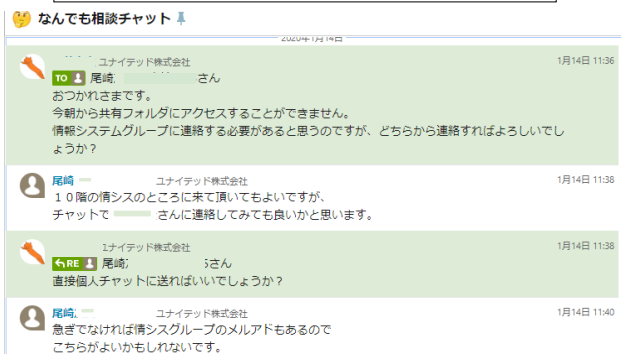 なんでも相談チャット
2020年1月14日
ユナイテッド株式会社
1月14日 11:36
TO 尾崎 さん
おつかれさまです。
今朝から共有フォルダにアクセスすることができません。
情報システムグループに連絡する必要があると思うのですが、どちらから連絡すればよろしいでし
ょうか?
尾崎 ユナイテッド株式会社
1月14日 11:38
10階の情シスのところに来て頂いてもよいですが、
チャットで さんに連絡してみても良いかと思います。
ユナイテッド株式会社
1月14日 11:38
RE 尾崎 さん
直接個人チャットに送ればいいでしょうか?
尾崎 ユナイテッド株式会社
1月14日 11:40
急ぎでなければ情シスグループのメルアドもあるので
こちらがよいかもしれないです。